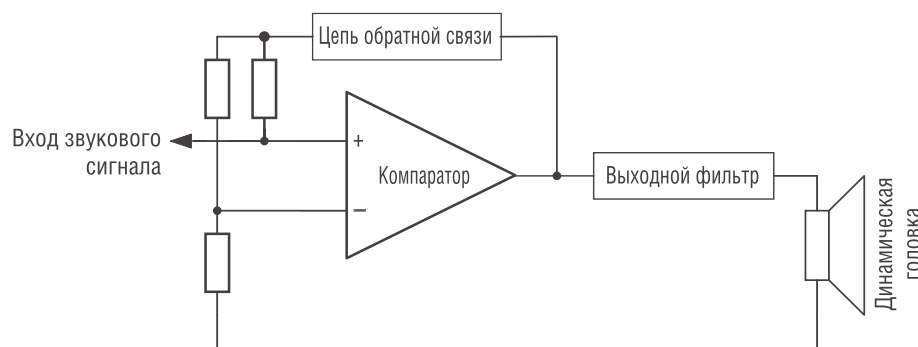 Цепь обратной связи
Вход звукового
сигнала
+
Компаратор
−
Выходной фильтр
Динамическая
головка